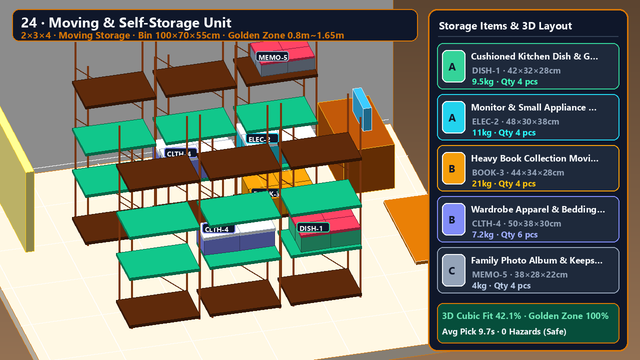 24 · Moving & Self-Storage Unit
2×3×4 · Moving Storage · Bin 100×70×55cm · Golden Zone 0.8m~1.65m
MEMO-5
CLTH-4
ELEC-2
CLTH-4
DISH-1
Storage Items & 3D Layout
A
Cushioned Kitchen Dish & G...
DISH-1 · 42×32×28cm
9.5kg · Qty 4 pcs
A
Monitor & Small Appliance ...
ELEC-2 · 48×30×38cm
11kg · Qty 4 pcs
B
Heavy Book Collection Movi...
BOOK-3 · 44×34×28cm
21kg · Qty 4 pcs
B
Wardrobe Apparel & Bedding...
CLTH-4 · 50×38×30cm
7.2kg · Qty 6 pcs
C
Family Photo Album & Keeps...
MEMO-5 · 38×28×22cm
4kg · Qty 4 pcs
3D Cubic Fit 42.1% · Golden Zone 100%
Avg Pick 9.7s · 0 Hazards (Safe)